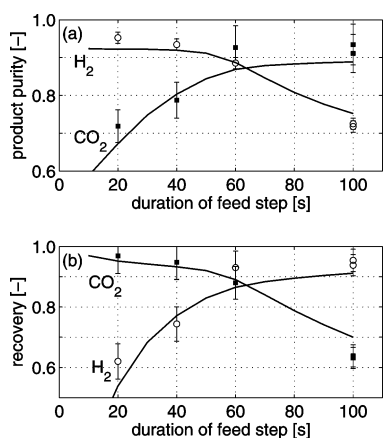 (a)
H₂
CO₂
product purity [–]
1.0
0.8
0.6
0 20 40 60 80 100
duration of feed step [s]
(b)
CO₂
H₂
recovery [–]
1.0
0.8
0.6
0 20 40 60 80 100
duration of feed step [s]